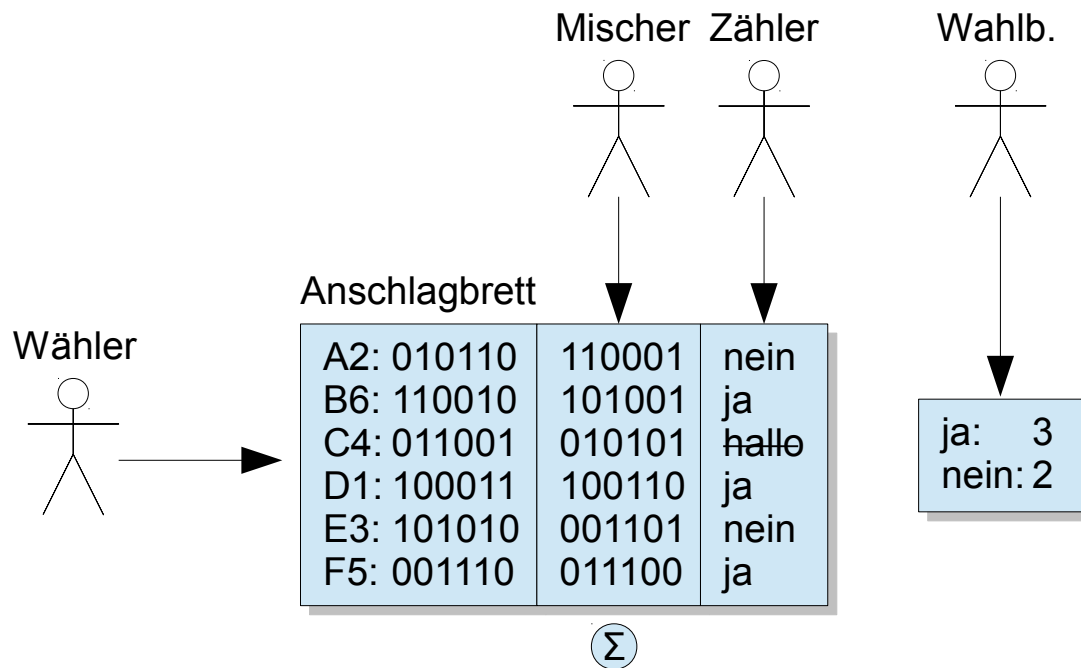 Mischer Zähler Wahlb.
Anschlagbrett
Wähler
A2: 010110 110001 nein
B6: 110010 101001 ja
C4: 011001 010101 hallo
D1: 100011 100110 ja
E3: 101010 001101 nein
F5: 001110 011100 ja
ja: 3
nein: 2
Σ